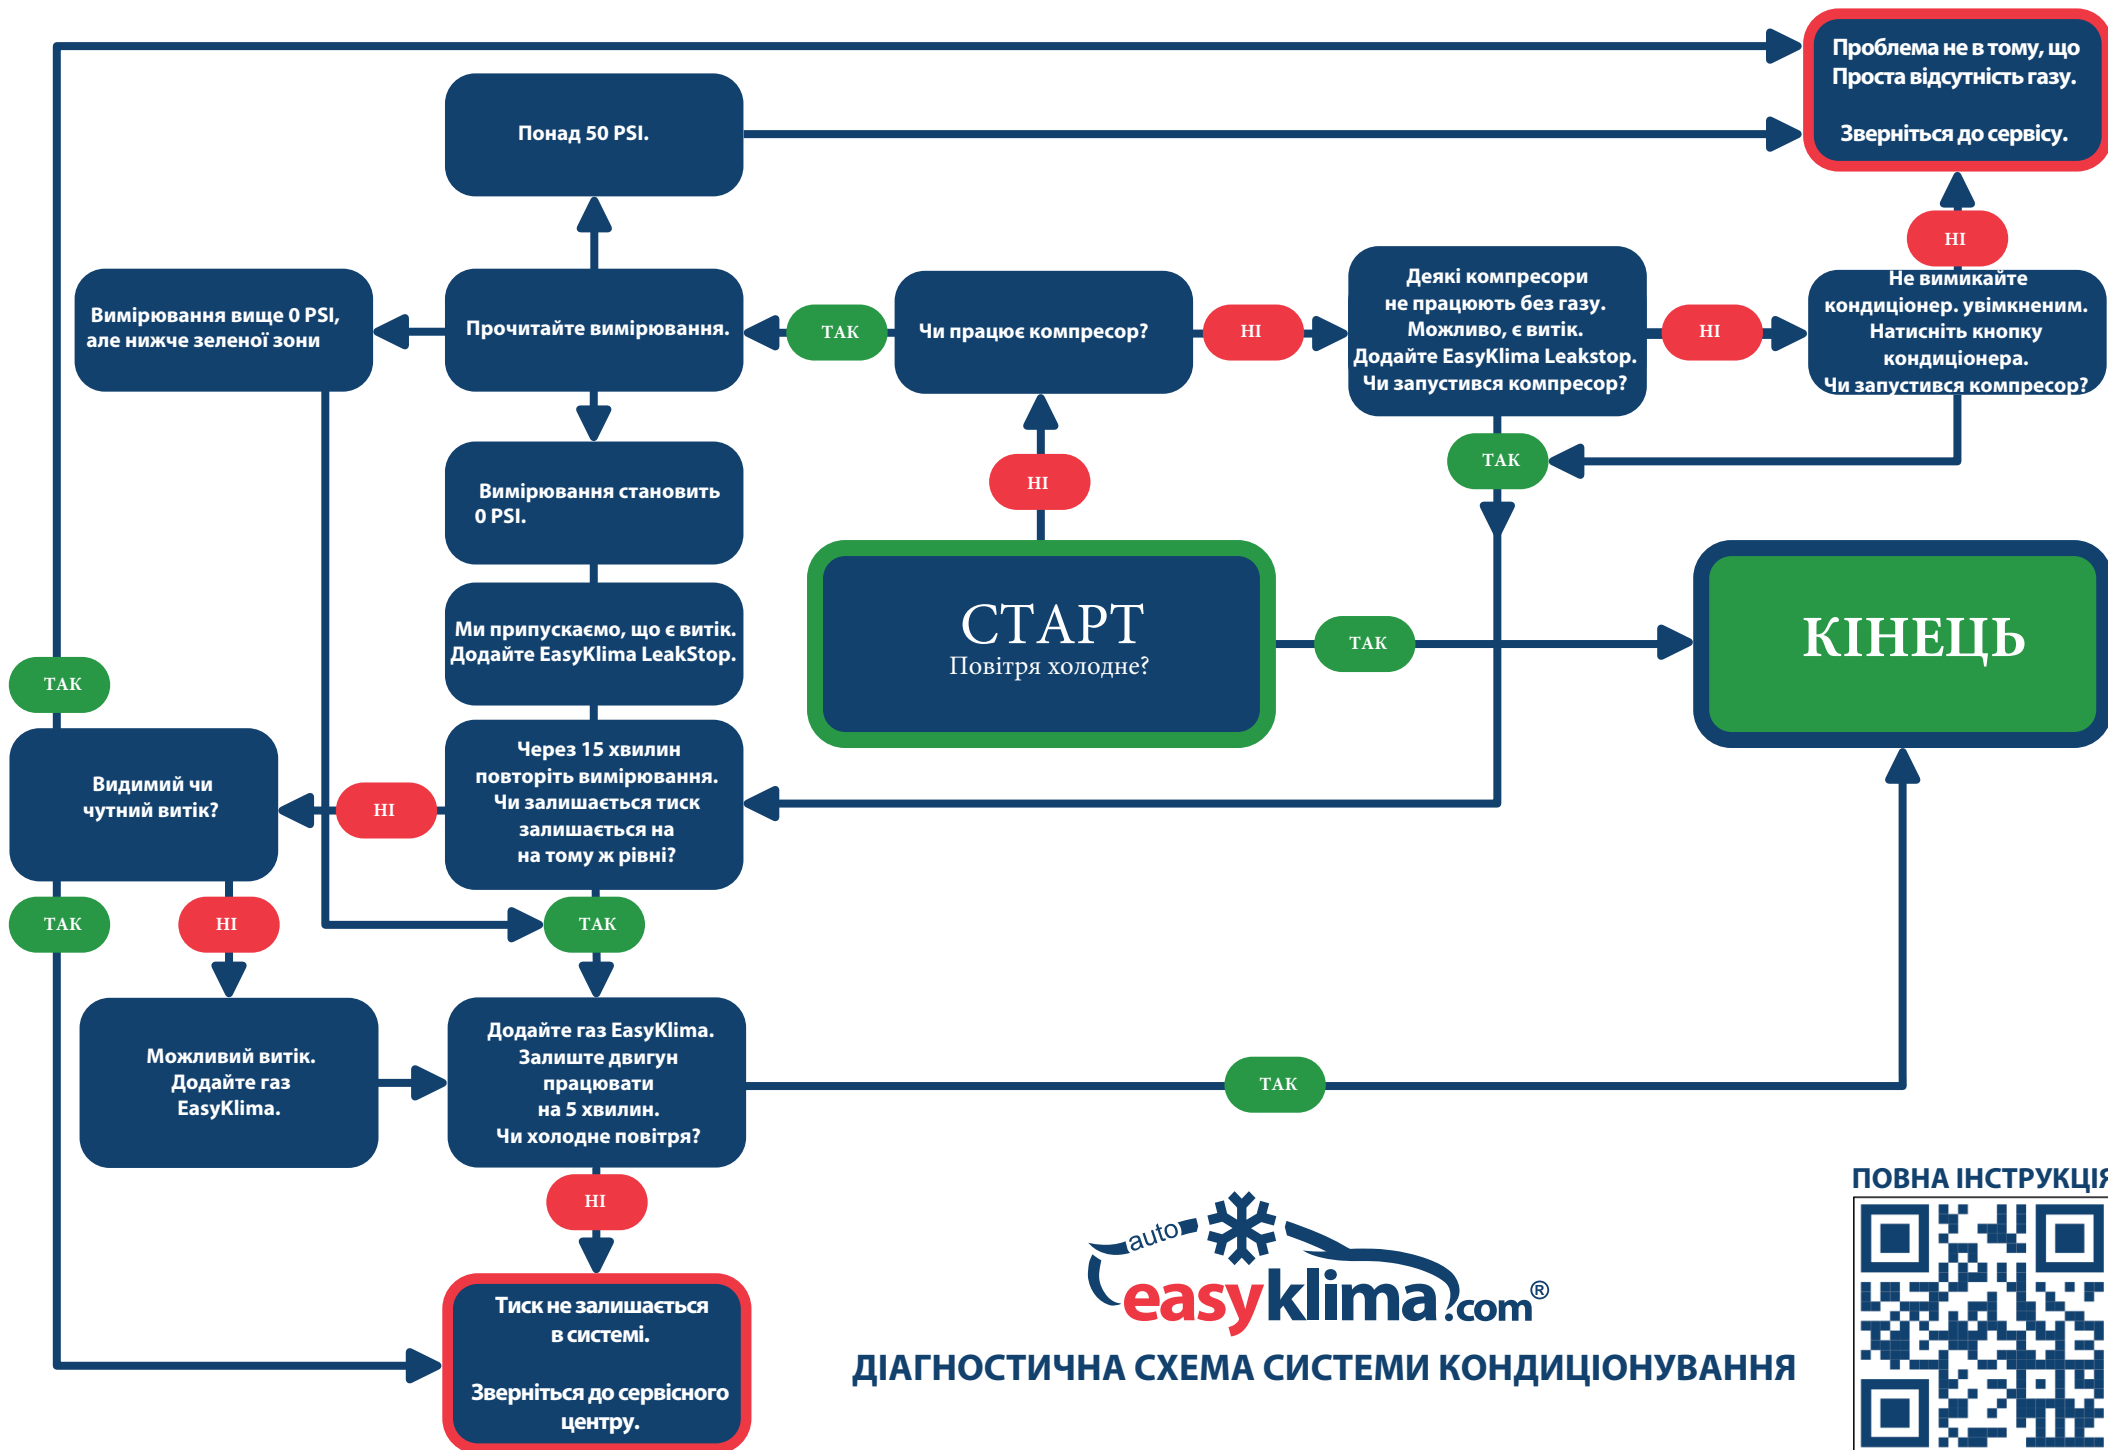 Проблема не в тому, що
Проста відсутність газу.
Зверніться до сервісу.
Понад 50 PSI.
НІ
Вимірювання вище 0 PSI,
але нижче зеленої зони
Прочитайте вимірювання.
ТАК
Чи працює компресор?
НІ
Деякі компресори
не працюють без газу.
Можливо, є витік.
Додайте EasyKlima Leakstop.
Чи запустився компресор?
НІ
Не вимикайте
кондиціонер. увімкненим.
Натисніть кнопку
кондиціонера.
Чи запустився компресор?
ТАК
НІ
Вимірювання становить
0 PSI.
СТАРТ
Повітря холодне?
ТАК
КІНЕЦЬ
Ми припускаємо, що є витік.
Додайте EasyKlima LeakStop.
ТАК
Видимий чи
чутний витік?
НІ
Через 15 хвилин
повторіть вимірювання.
Чи залишається тиск
залишається на
на тому ж рівні?
ТАК
НІ
ТАК
Можливий витік.
Додайте газ
EasyKlima.
Додайте газ EasyKlima.
Залиште двигун
працювати
на 5 хвилин.
Чи холодне повітря?
ТАК
НІ
Тиск не залишається
в системі.
Зверніться до сервісного
центру.
auto
easyklima.com®
ДІАГНОСТИЧНА СХЕМА СИСТЕМИ КОНДИЦІОНУВАННЯ
ПОВНА ІНСТРУКЦІЯ